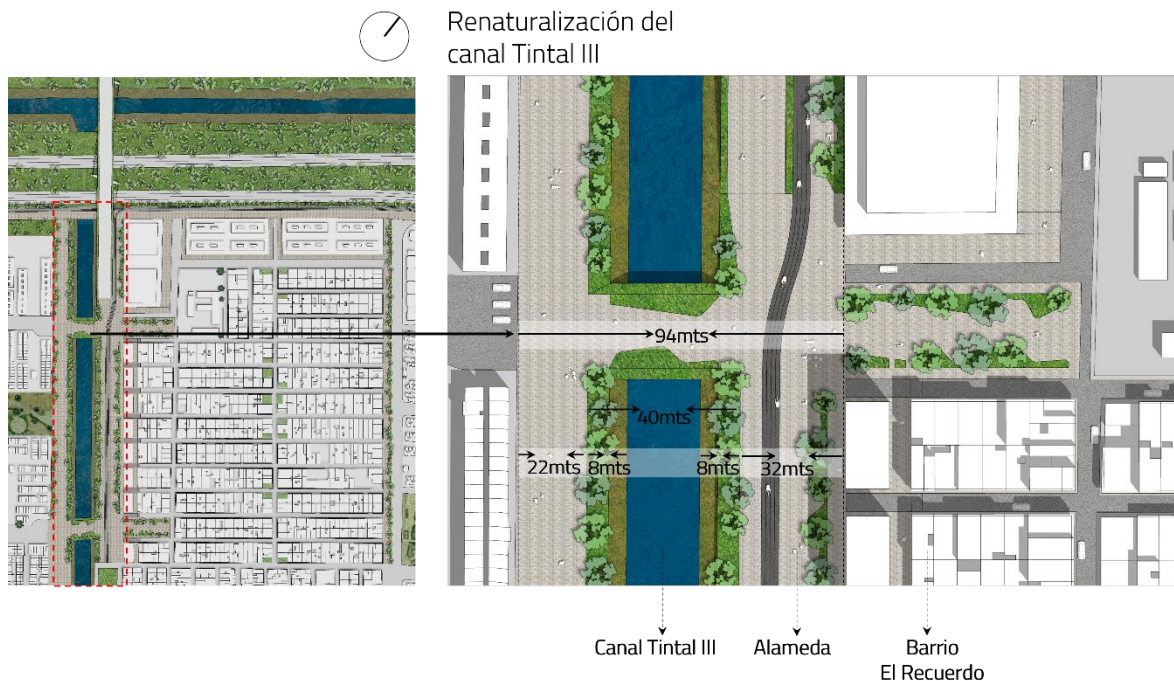 Renaturalización del
canal Tintal III
94mts
40mts
22mts
8mts
8mts
32mts
Canal Tintal III
Alameda
Barrio
El Recuerdo